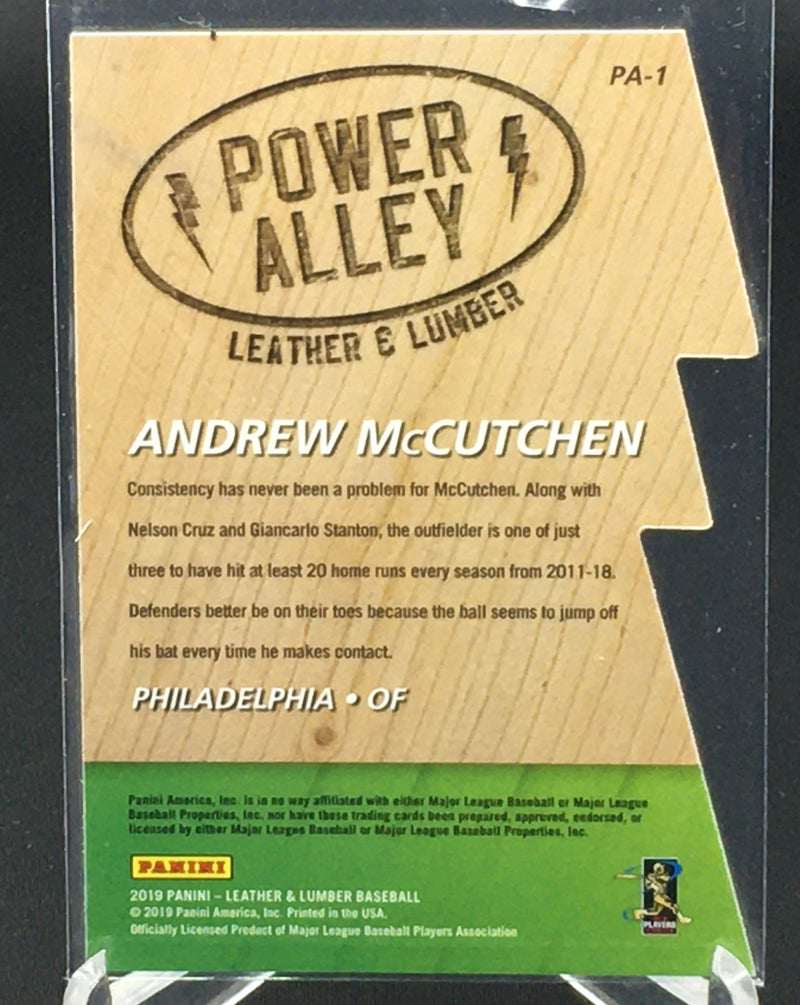 PA-1
POWER
ALLEY
LEATHER & LUMBER
ANDREW McCUTCHEN
Consistency has never been a problem for McCutchen. Along with
Nelson Cruz and Giancarlo Stanton, the outfielder is one of just
three to have hit at least 20 home runs every season from 2011-18.
Defenders better be on their toes because the ball seems to jump off
his bat every time he makes contact.
PHILADELPHIA • OF
Panini America, Inc. is in no way affiliated with either Major League Baseball or Major League
Baseball Properties, Inc. nor have these trading cards been prepared, approved, endorsed, or
licensed by either Major League Baseball or Major League Baseball Properties, Inc.
PANINI
2019 PANINI – LEATHER & LUMBER BASEBALL
© 2019 Panini America, Inc. Printed in the USA.
Officially Licensed Product of Major League Baseball Players Association
PLAYERS